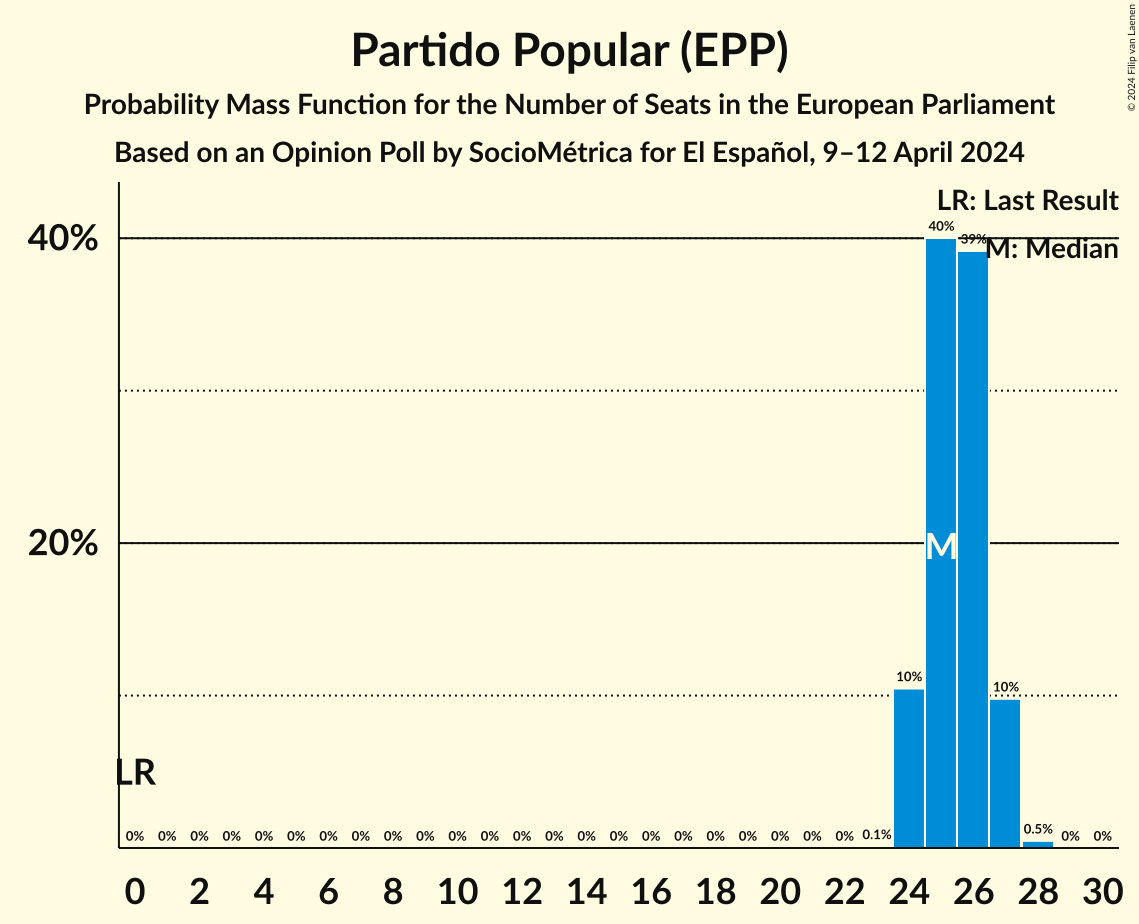 Partido Popular (EPP)
Probability Mass Function for the Number of Seats in the European Parliament
Based on an Opinion Poll by SocioMétrica for El Español, 9–12 April 2024
© 2024 Filip van Laenen
LR: Last Result
M: Median
40%
20%
40%
39%
M
10%
10%
LR
0% 0% 0% 0% 0% 0% 0% 0% 0% 0% 0% 0% 0% 0% 0% 0% 0% 0% 0% 0% 0% 0% 0% 0.1% 0.5% 0% 0%
0 2 4 6 8 10 12 14 16 18 20 22 24 26 28 30